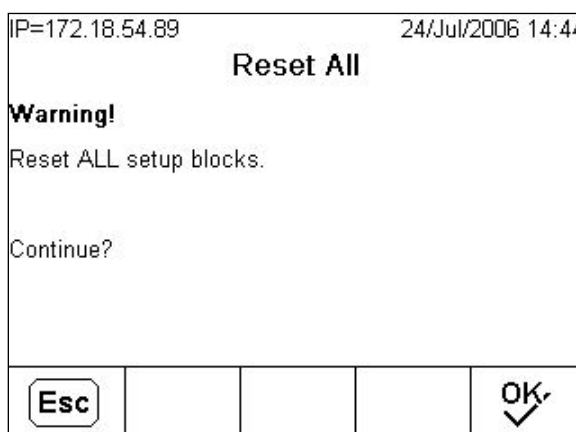 IP=172.18.54.89 24/Jul/2006 14:44
Reset All
Warning!
Reset ALL setup blocks.
Continue?
Esc OK